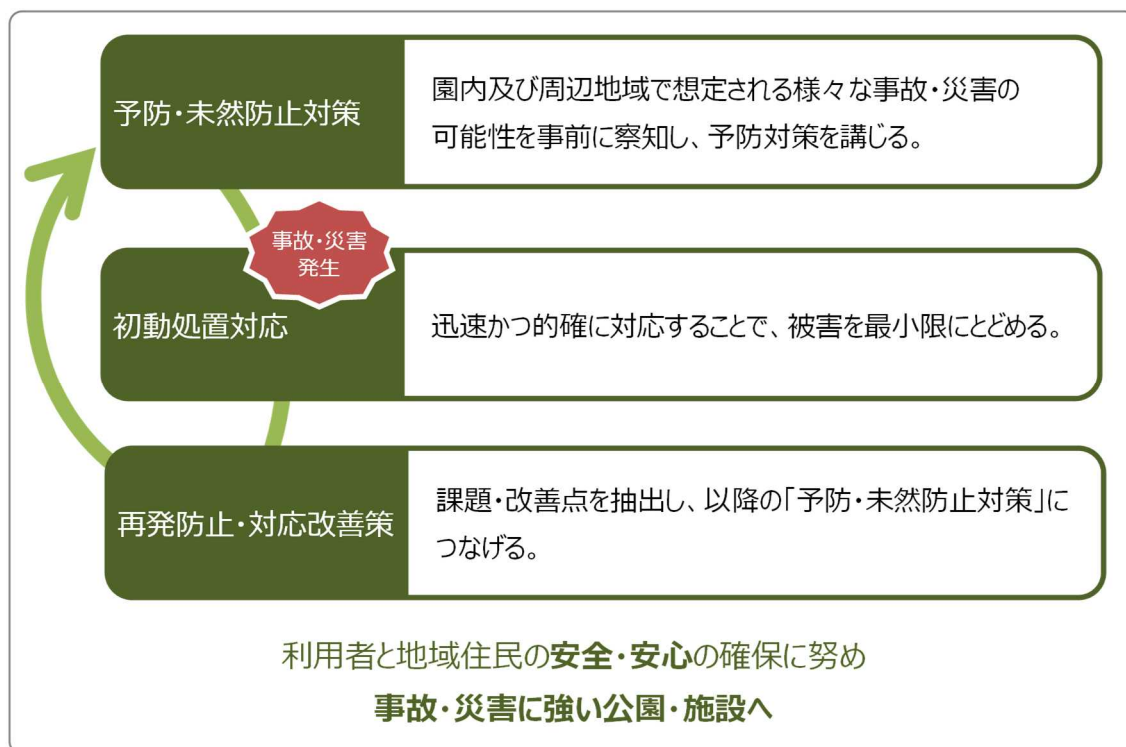 予防・未然防止対策
園内及び周辺地域で想定される様々な事故・災害の
可能性を事前に察知し、予防対策を講じる。
事故・災害
発生
初動処置対応
迅速かつ的確に対応することで、被害を最小限にとどめる。
再発防止・対応改善策
課題・改善点を抽出し、以降の「予防・未然防止対策」に
つなげる。
利用者と地域住民の安全・安心の確保に努め
事故・災害に強い公園・施設へ